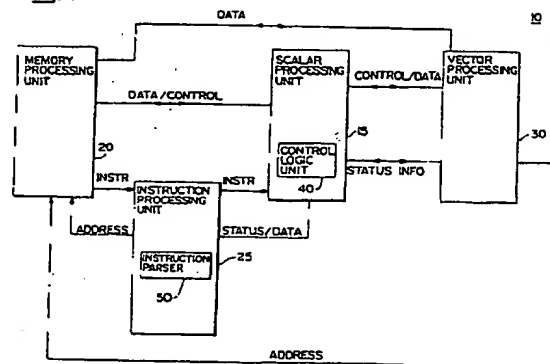 DATA
10
MEMORY
PROCESSING
UNIT
SCALAR
PROCESSING
UNIT
VECTOR
PROCESSING
UNIT
CONTROL/DATA
DATA/CONTROL
20
15
30
CONTROL
LOGIC
UNIT
40
STATUS INFO
INSTR
INSTRUCTION
PROCESSING
UNIT
INSTR
ADDRESS
STATUS/DATA
INSTRUCTION
PARSER
50
25
ADDRESS